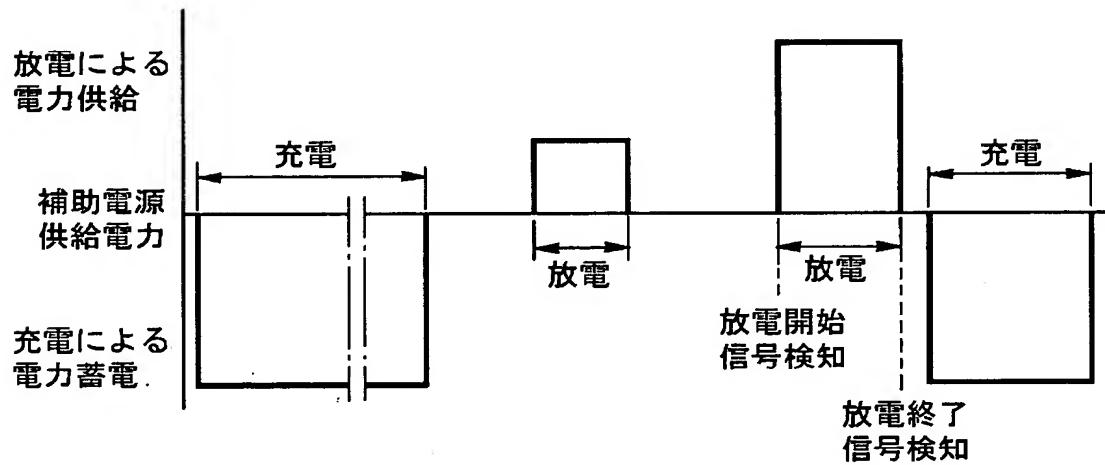 放電による
電力供給
充電
充電
補助電源
供給電力
放電
放電
放電開始
信号検知
充電による
電力蓄電
放電終了
信号検知